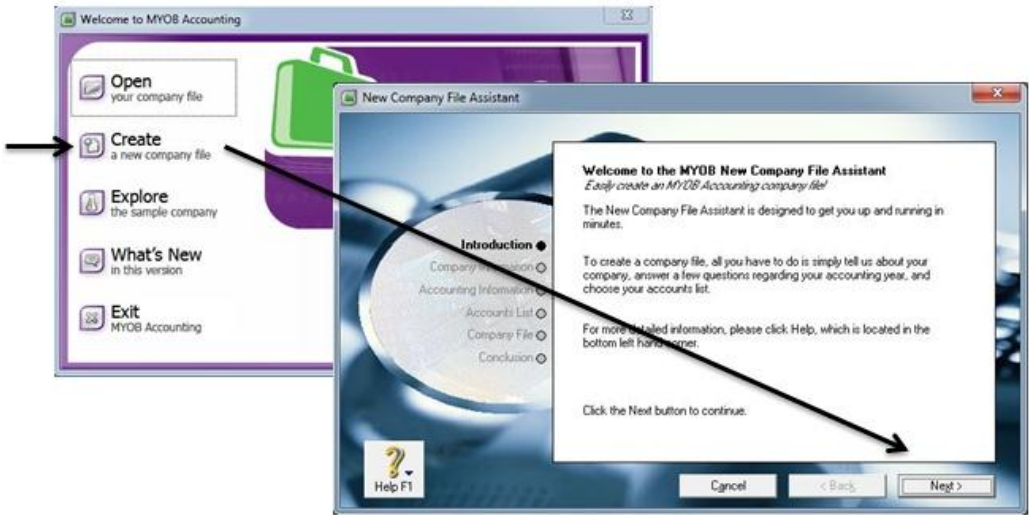 Welcome to MYOB Accounting
Open
your company file
Create
a new company file
Explore
the sample company
What's New
in this version
Exit
MYOB Accounting
New Company File Assistant
Introduction
Company Information
Accounting Information
Accounts List
Company File
Conclusion
Welcome to the MYOB New Company File Assistant
Easily create an MYOB Accounting company file!
The New Company File Assistant is designed to get you up and running in
minutes.
To create a company file, all you have to do is simply tell us about your
company, answer a few questions regarding your accounting year, and
choose your accounts list.
For more detailed information, please click Help, which is located in the
bottom left hand corner.
Click the Next button to continue.
Help F1
Cancel
< Back
Next >